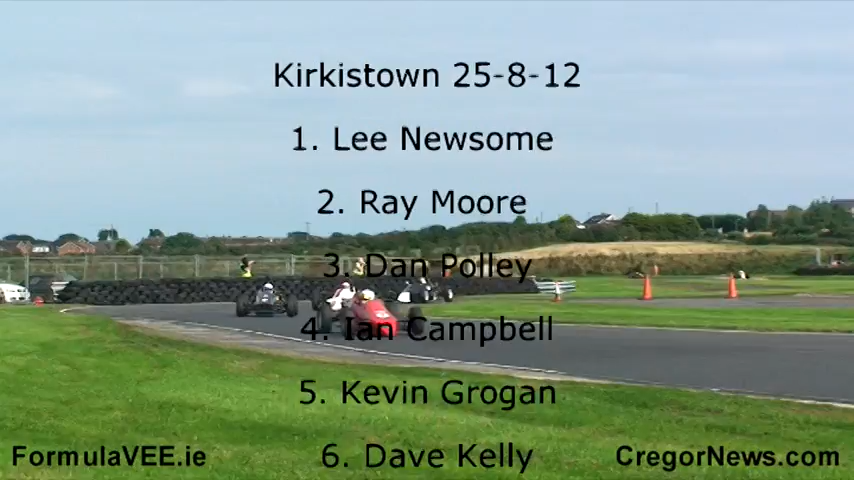 Kirkistown 25-8-12
1. Lee Newsome
2. Ray Moore
3. Dan Polley
4. Ian Campbell
5. Kevin Grogan
6. Dave Kelly
FormulaVEE.ie
CregorNews.com